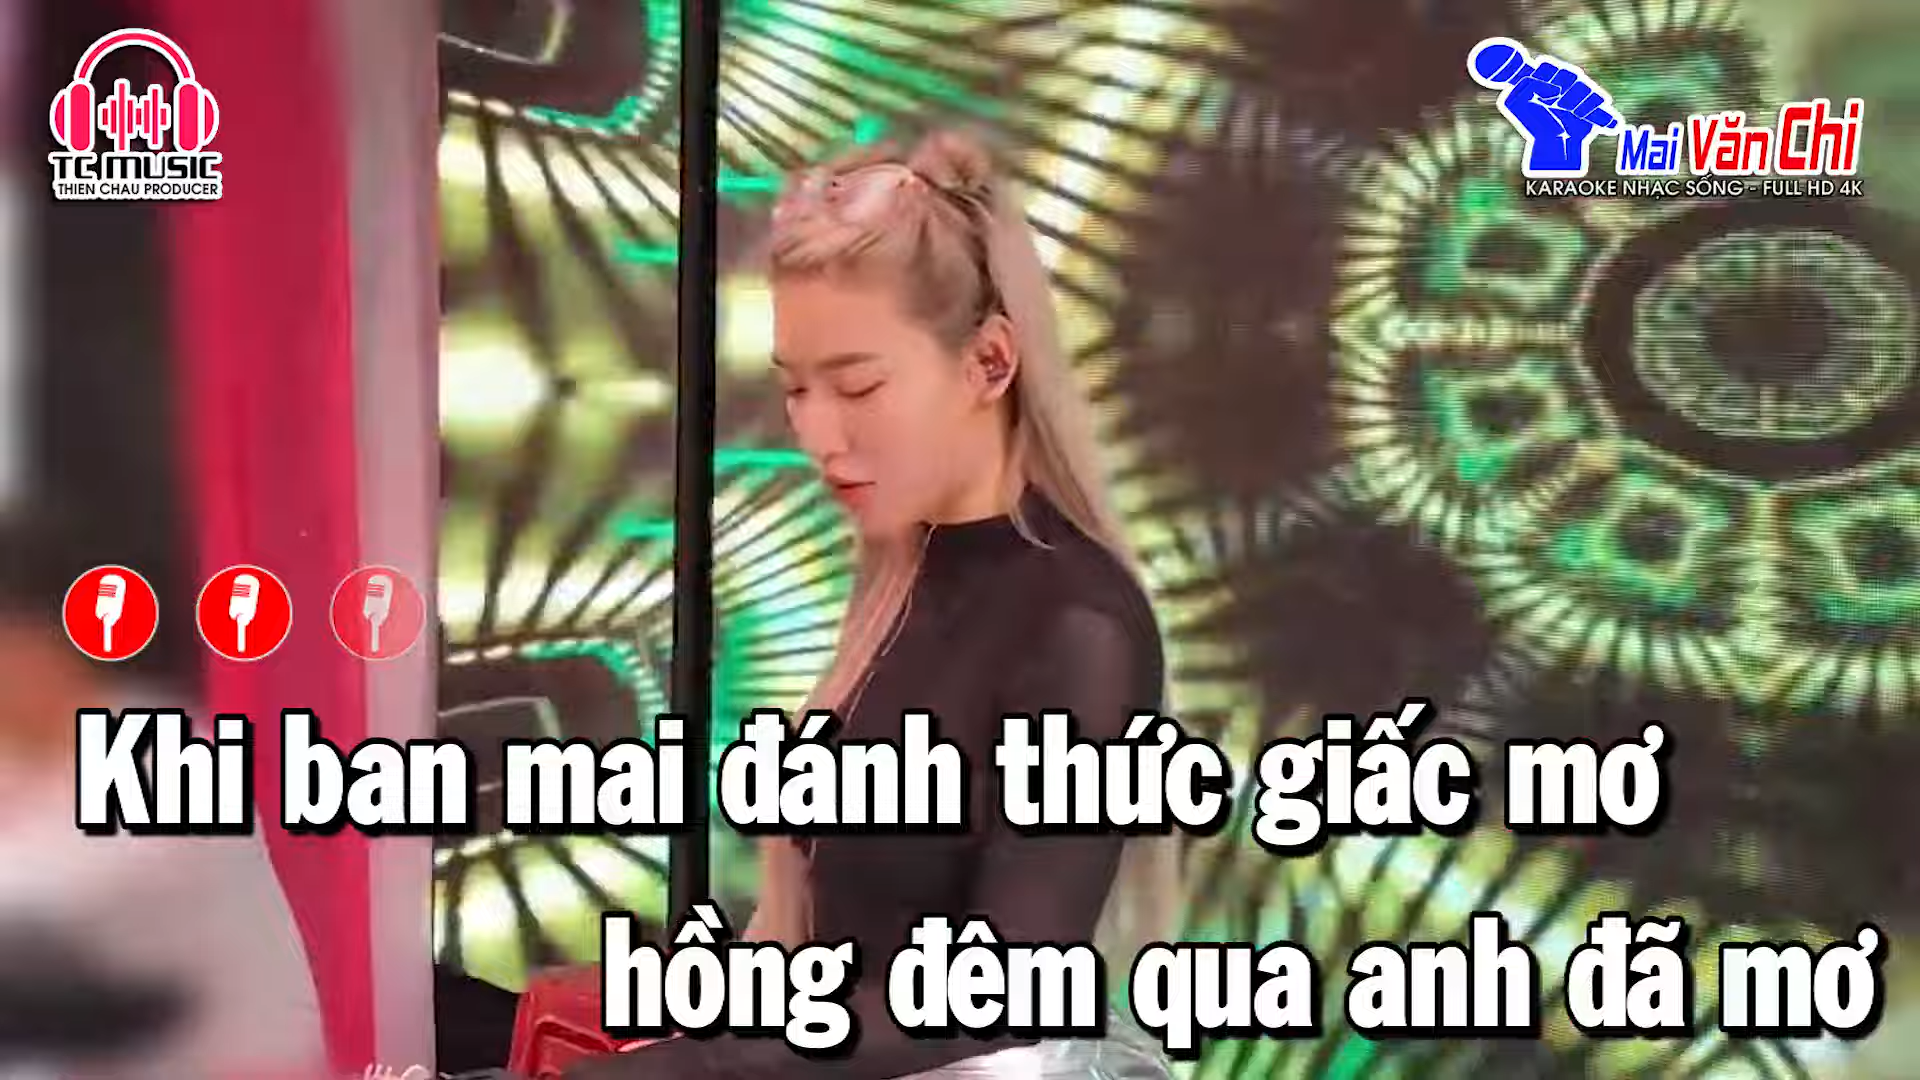 TC MUSIC
THIEN CHAU PRODUCER
Mai Văn Chi
KARAOKE NHẠC SỐNG - FULL HD 4K
Khi ban mai đánh thức giấc mơ
hồng đêm qua anh đã mơ